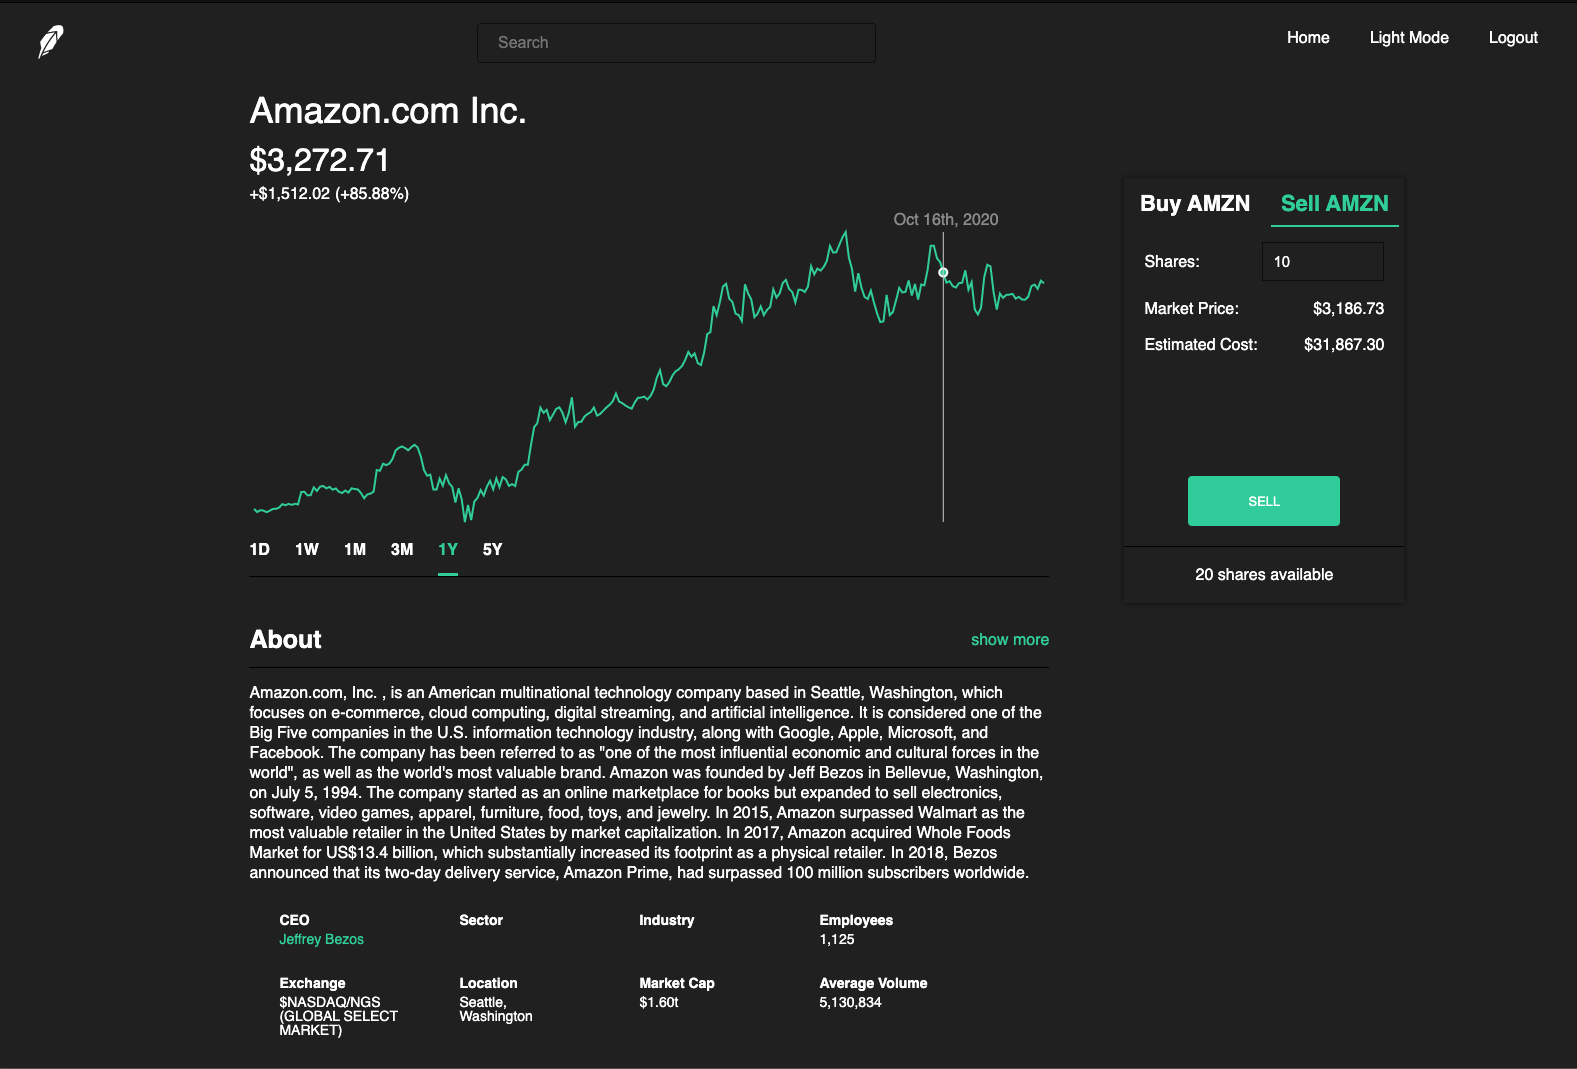 Search
Home
Light Mode
Logout
Amazon.com Inc.
$3,272.71
+$1,512.02 (+85.88%)
Oct 16th, 2020
1D 1W 1M 3M 1Y 5Y
Buy AMZN
Sell AMZN
Shares: 10
Market Price: $3,186.73
Estimated Cost: $31,867.30
SELL
20 shares available
About
show more
Amazon.com, Inc. , is an American multinational technology company based in Seattle, Washington, which
focuses on e-commerce, cloud computing, digital streaming, and artificial intelligence. It is considered one of the
Big Five companies in the U.S. information technology industry, along with Google, Apple, Microsoft, and
Facebook. The company has been referred to as "one of the most influential economic and cultural forces in the
world", as well as the world's most valuable brand. Amazon was founded by Jeff Bezos in Bellevue, Washington,
on July 5, 1994. The company started as an online marketplace for books but expanded to sell electronics,
software, video games, apparel, furniture, food, toys, and jewelry. In 2015, Amazon surpassed Walmart as the
most valuable retailer in the United States by market capitalization. In 2017, Amazon acquired Whole Foods
Market for US$13.4 billion, which substantially increased its footprint as a physical retailer. In 2018, Bezos
announced that its two-day delivery service, Amazon Prime, had surpassed 100 million subscribers worldwide.
CEO
Jeffrey Bezos
Sector
Industry
Employees
1,125
Exchange
$NASDAQ/NGS
(GLOBAL SELECT
MARKET)
Location
Seattle,
Washington
Market Cap
$1.60t
Average Volume
5,130,834